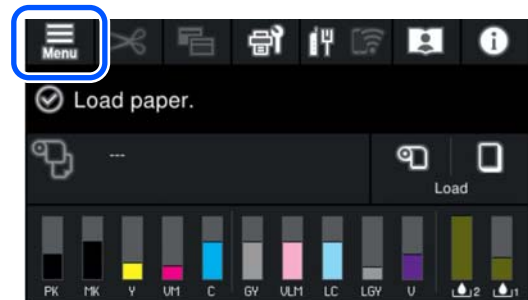 Menu
Load paper.
---
Load
PK MK Y VM C GY VLM LC LGY V 2 1